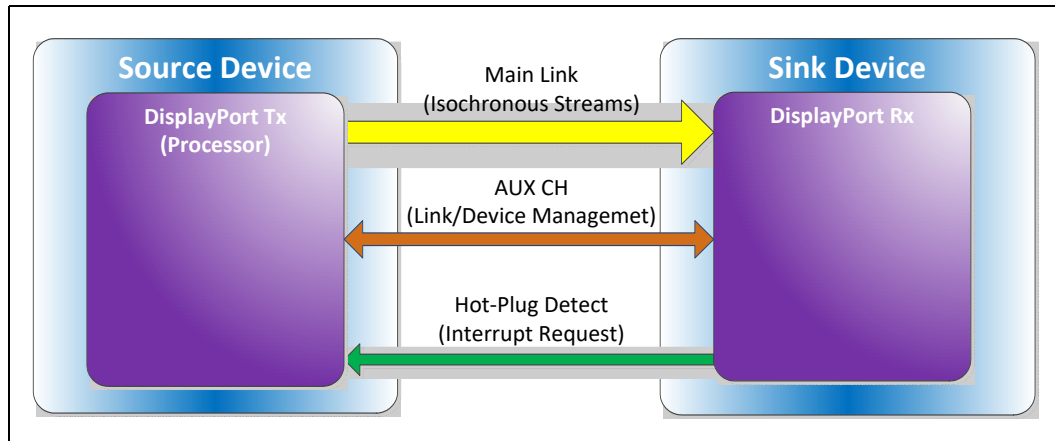 Source Device
DisplayPort Tx
(Processor)
Main Link
(Isochronous Streams)
AUX CH
(Link/Device Managemet)
Hot-Plug Detect
(Interrupt Request)
Sink Device
DisplayPort Rx